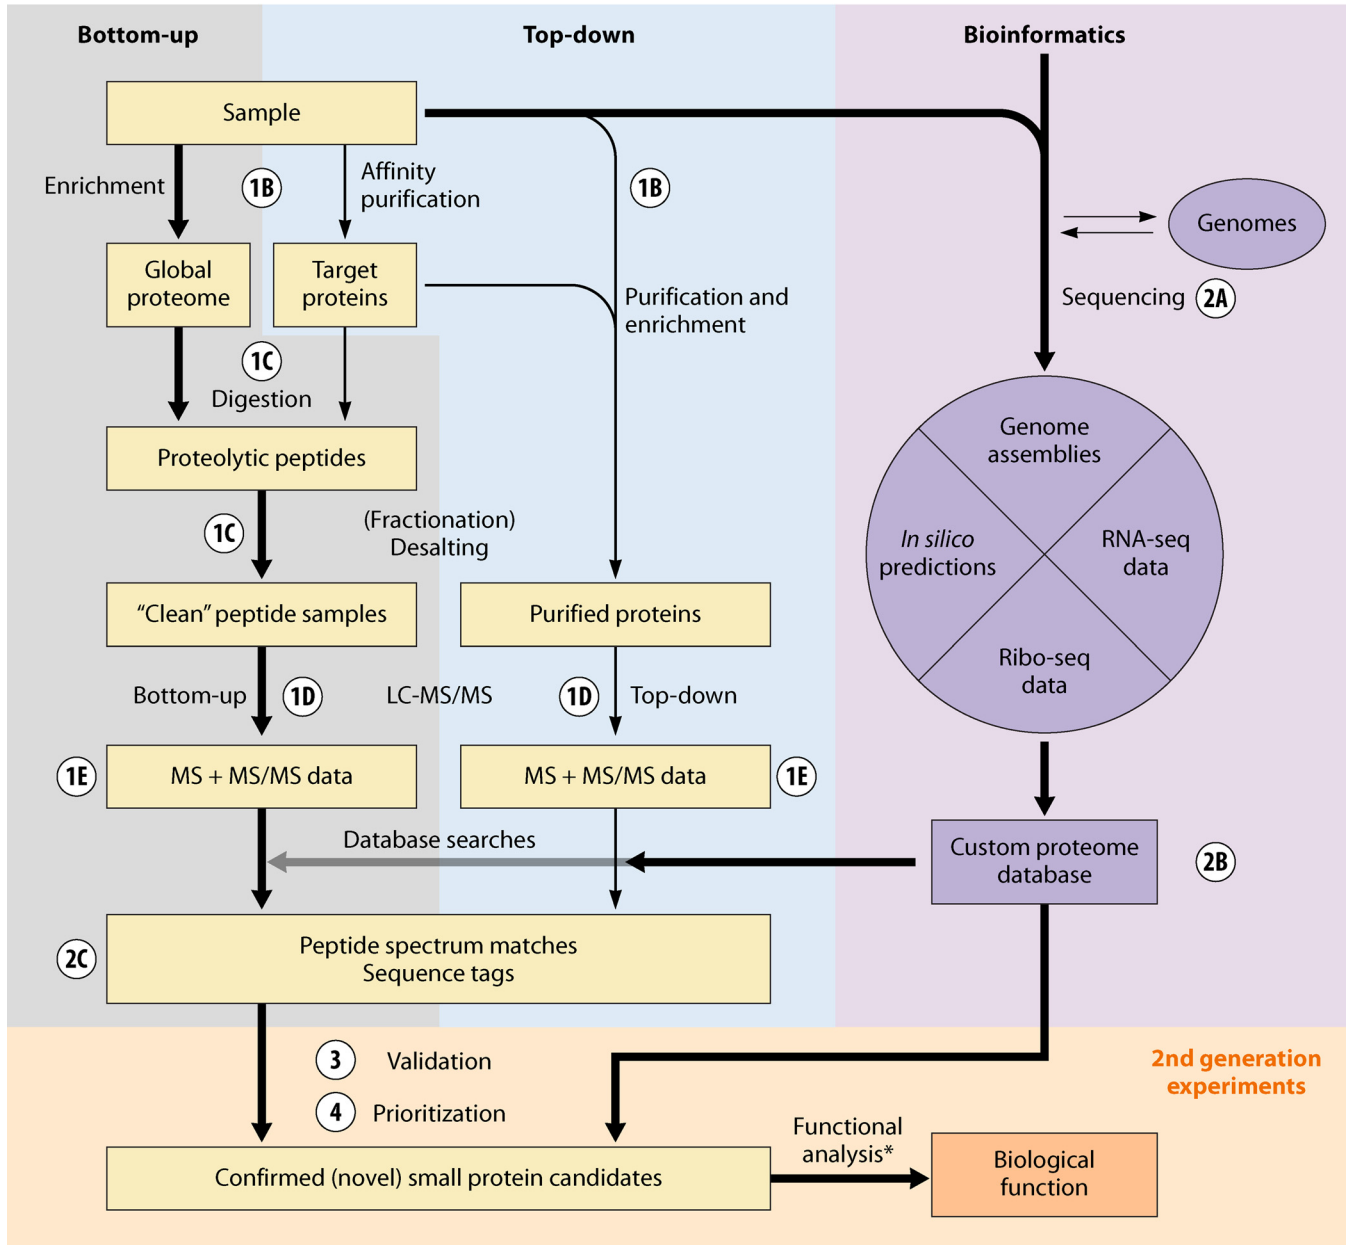 Bottom-up
Top-down
Bioinformatics
Sample
Enrichment
1B
Affinity
purification
1B
Genomes
Global
proteome
Target
proteins
Purification and
enrichment
Sequencing
2A
1C
Digestion
Proteolytic peptides
1C
(Fractionation)
Desalting
Genome
assemblies
In silico
predictions
RNA-seq
data
Ribo-seq
data
“Clean” peptide samples
Purified proteins
Bottom-up
1D
LC-MS/MS
1D
Top-down
1E
MS + MS/MS data
MS + MS/MS data
1E
Database searches
Custom proteome
database
2B
2C
Peptide spectrum matches
Sequence tags
3
Validation
4
Prioritization
2nd generation
experiments
Confirmed (novel) small protein candidates
Functional
analysis*
Biological
function